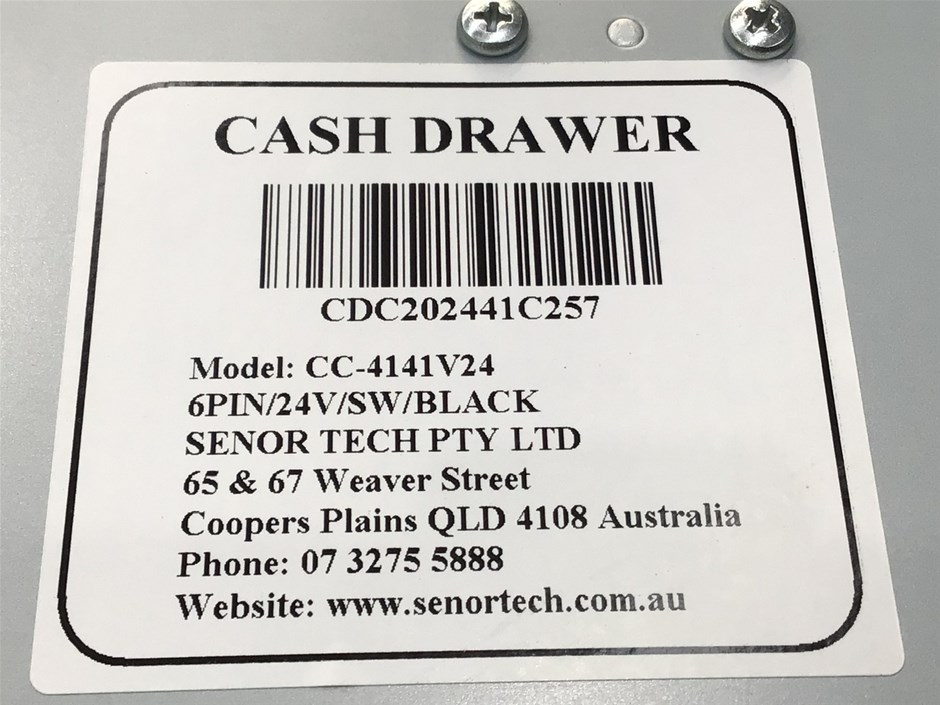 CASH DRAWER
CDC202441C257
Model: CC-4141V24
6PIN/24V/SW/BLACK
SENOR TECH PTY LTD
65 & 67 Weaver Street
Coopers Plains QLD 4108 Australia
Phone: 07 3275 5888
Website: www.senortech.com.au